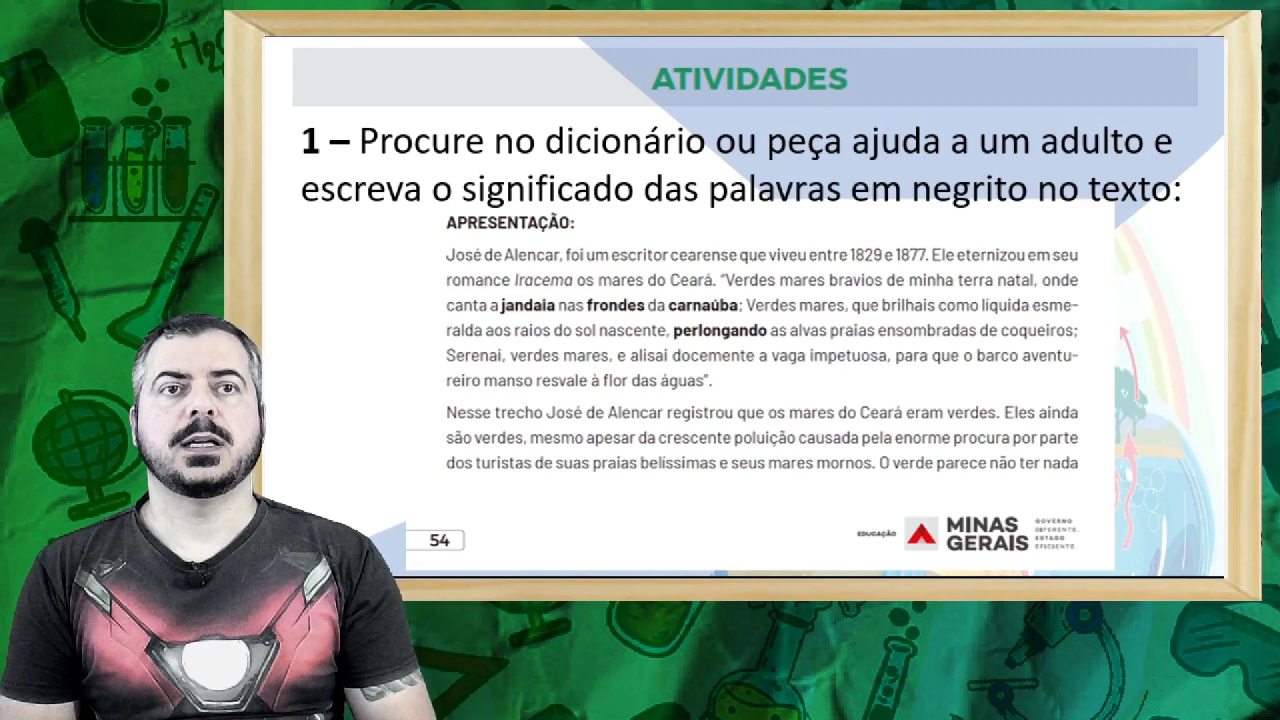 ATIVIDADES
1 – Procure no dicionário ou peça ajuda a um adulto e
escreva o significado das palavras em negrito no texto:
APRESENTAÇÃO:
José de Alencar, foi um escritor cearense que viveu entre 1829 e 1877. Ele eternizou em seu
romance Iracema os mares do Ceará. “Verdes mares bravios de minha terra natal, onde
canta a jandaia nas frondes da carnaúba; Verdes mares, que brilhais como líquida esme-
ralda aos raios do sol nascente, perlongando as alvas praias ensombradas de coqueiros;
Serenai, verdes mares, e alisai docemente a vaga impetuosa, para que o barco aventu-
reiro manso resvale à flor das águas”.
Nesse trecho José de Alencar registrou que os mares do Ceará eram verdes. Eles ainda
são verdes, mesmo apesar da crescente poluição causada pela enorme procura por parte
dos turistas de suas praias belíssimas e seus mares mornos. O verde parece não ter nada
54
EDUCAÇÃO
MINAS
GERAIS
GOVERNO
DIFERENTE.
ESTADO
EFICIENTE.